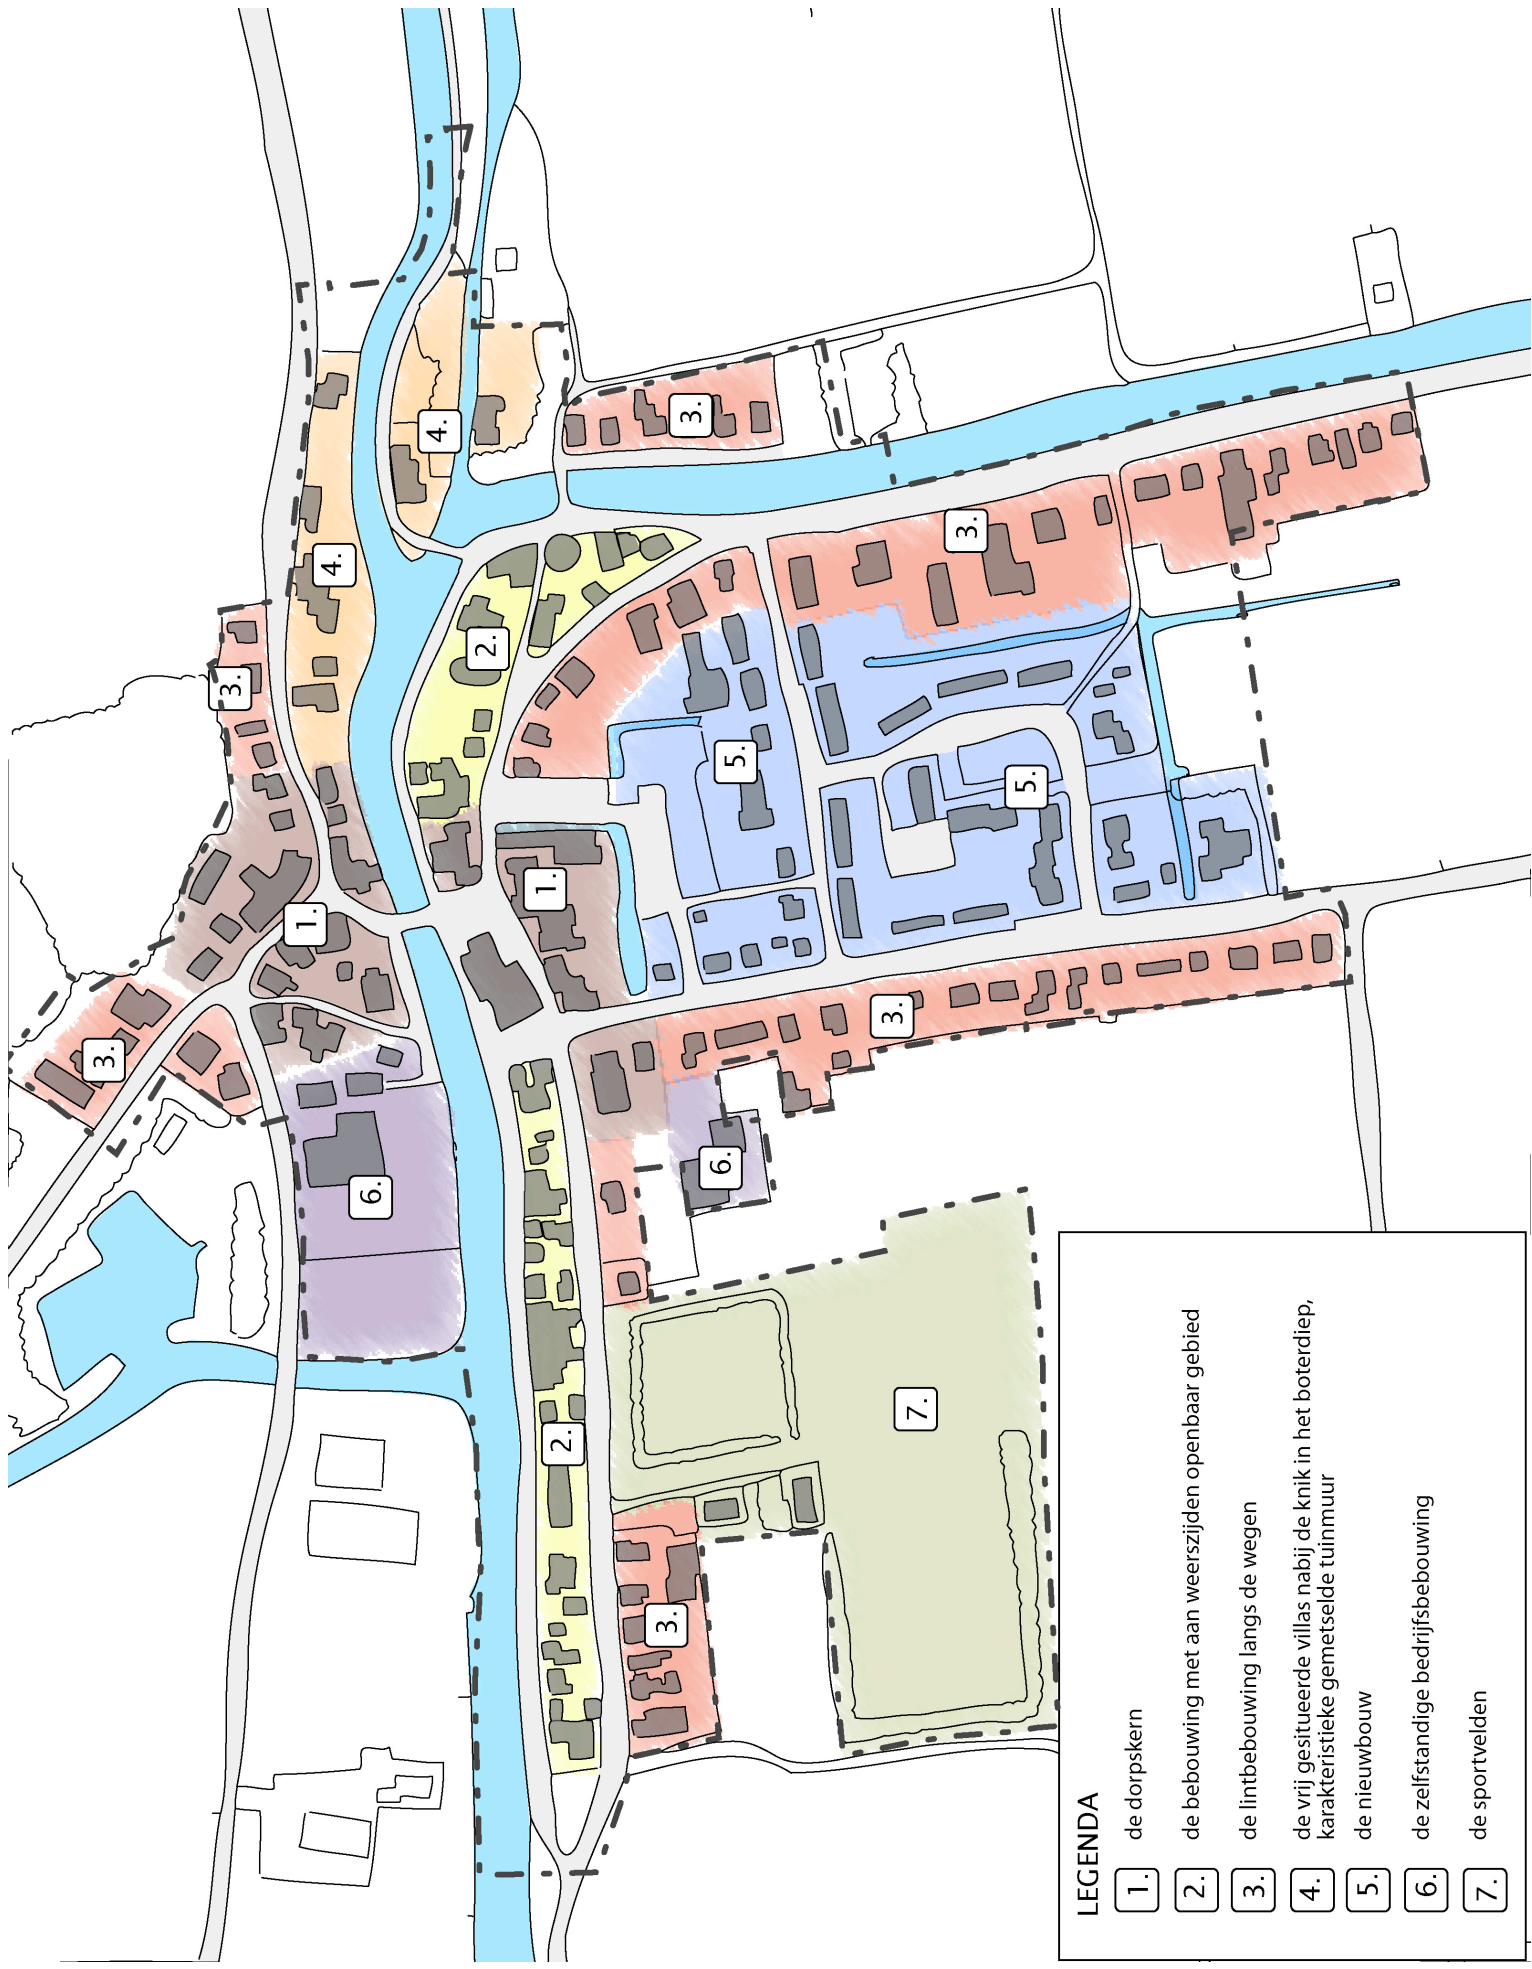 3.
4.
4.
3.
3.
3.
2.
5.
5.
1.
1.
3.
3.
6.
6.
2.
7.
3.
LEGENDA
1. de dorpskern
2. de bebouwing met aan weerszijden openbaar gebied
3. de lintbebouwing langs de wegen
4. de vrij gesitueerde villas nabij de knik in het boterdiep,
karakteristieke gemetselde tuinmuur
5. de nieuwbouw
6. de zelfstandige bedrijfsbebouwing
7. de sportvelden